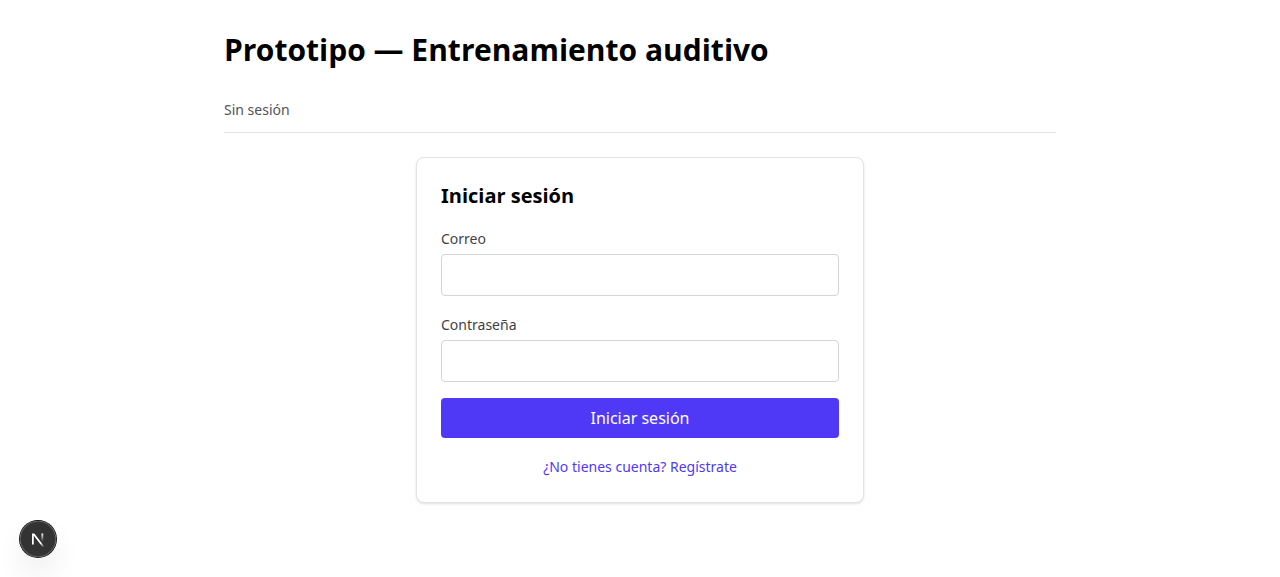 Prototipo — Entrenamiento auditivo
Sin sesión
Iniciar sesión
Correo
Contraseña
Iniciar sesión
¿No tienes cuenta? Regístrate
N